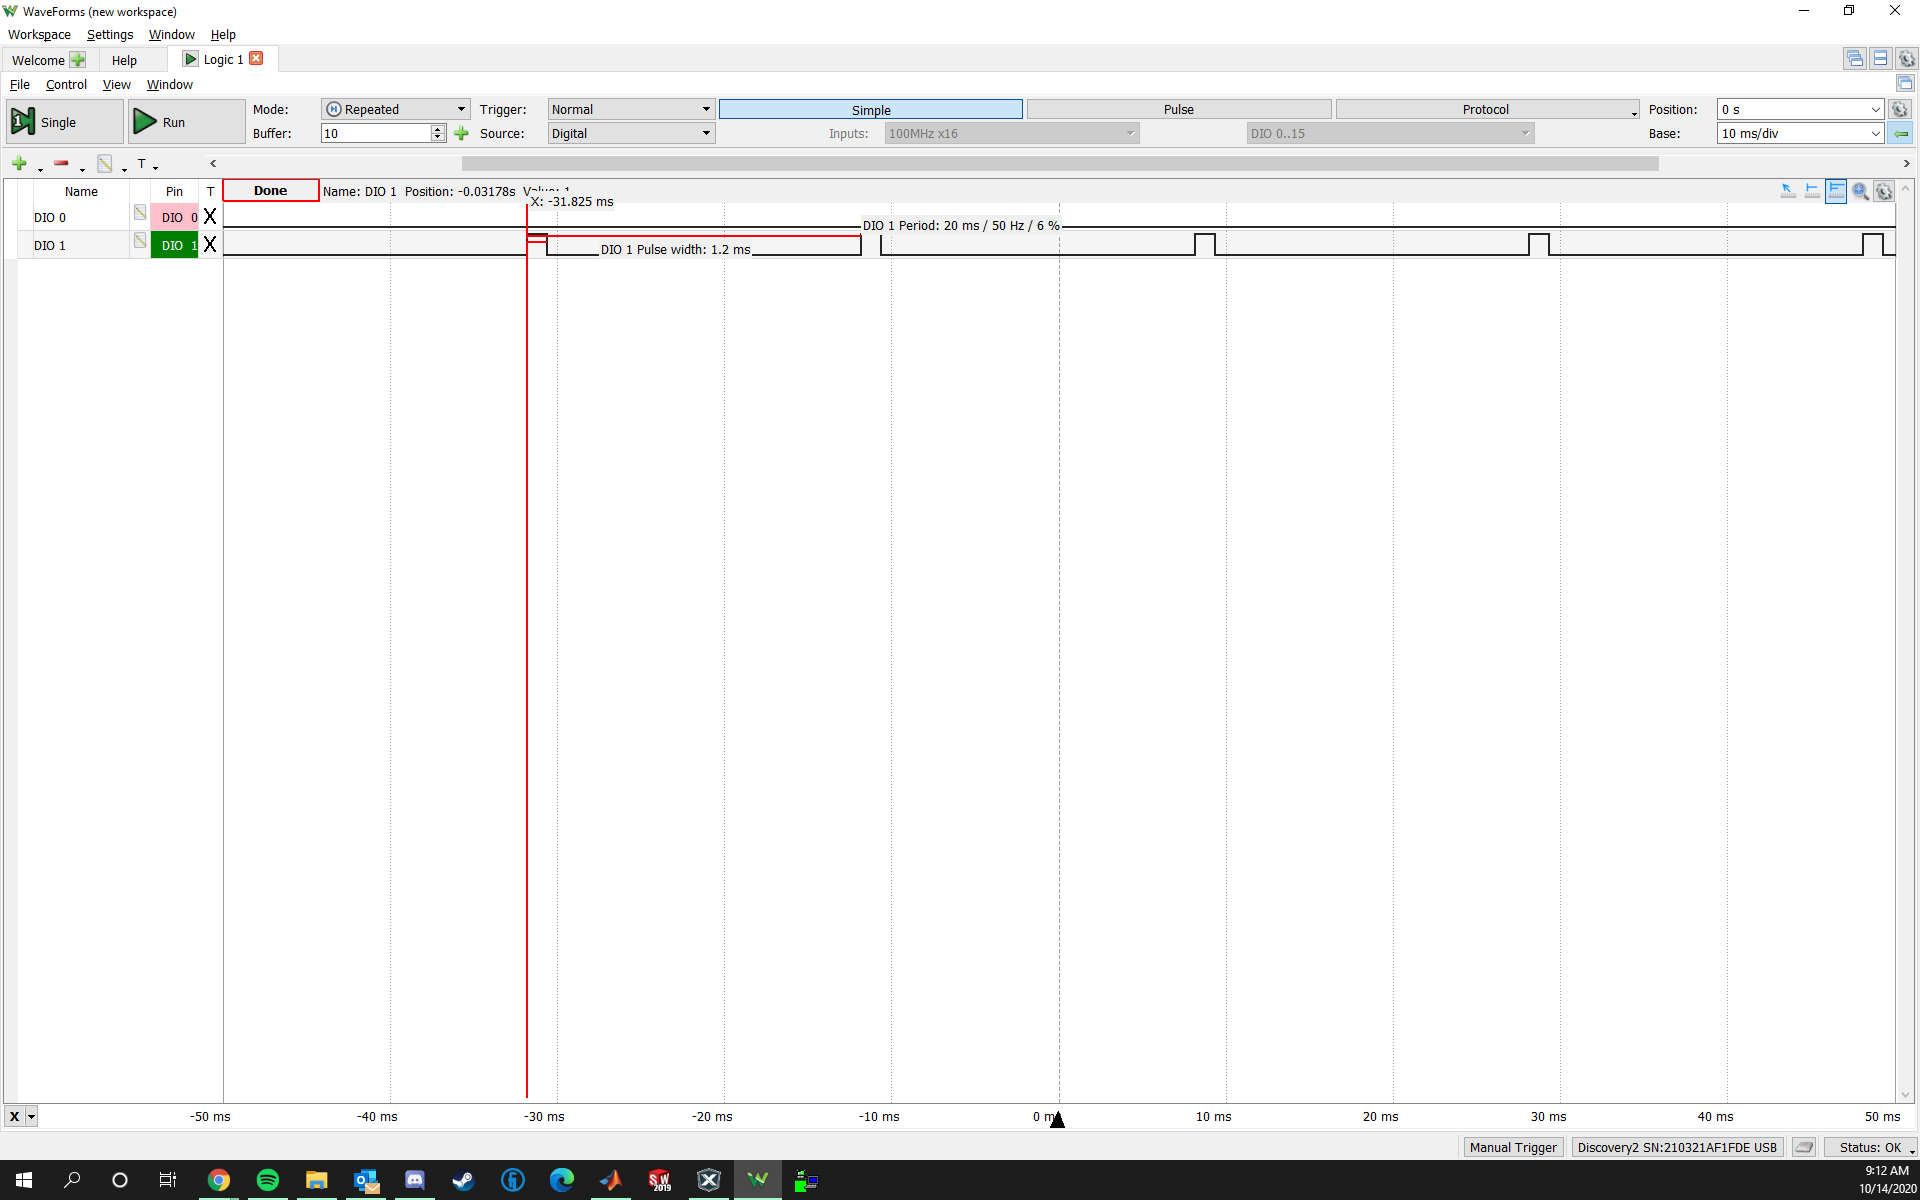 WaveForms (new workspace)
Workspace Settings Window Help
Welcome Help Logic 1
File Control View Window
Single Run Mode: Repeated Trigger: Normal Simple Pulse Protocol Position: 0 s
Buffer: 10 Source: Digital Inputs: 100MHz x16 DIO 0..15 Base: 10 ms/div
T
Name Pin T Done Name: DIO 1 Position: -0.03178s Value: 1
X: -31.825 ms
DIO 0 DIO 0 X
DIO 1 Period: 20 ms / 50 Hz / 6 %
DIO 1 DIO 1 X
DIO 1 Pulse width: 1.2 ms
X -50 ms -40 ms -30 ms -20 ms -10 ms 0 ms 10 ms 20 ms 30 ms 40 ms 50 ms
Manual Trigger Discovery2 SN:210321AF1FDE USB Status: OK
SW 2019
9:12 AM
10/14/2020